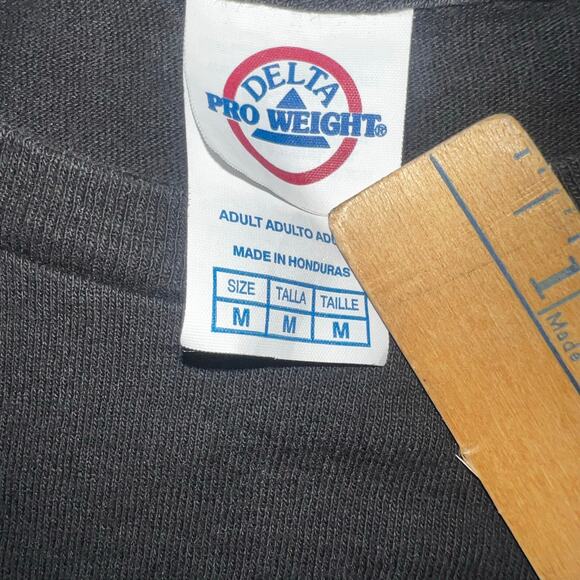 DELTA
PRO WEIGHT®
ADULT ADULTO
MADE IN HONDURAS
SIZE TALLA TAILLE
M M M
1
Made